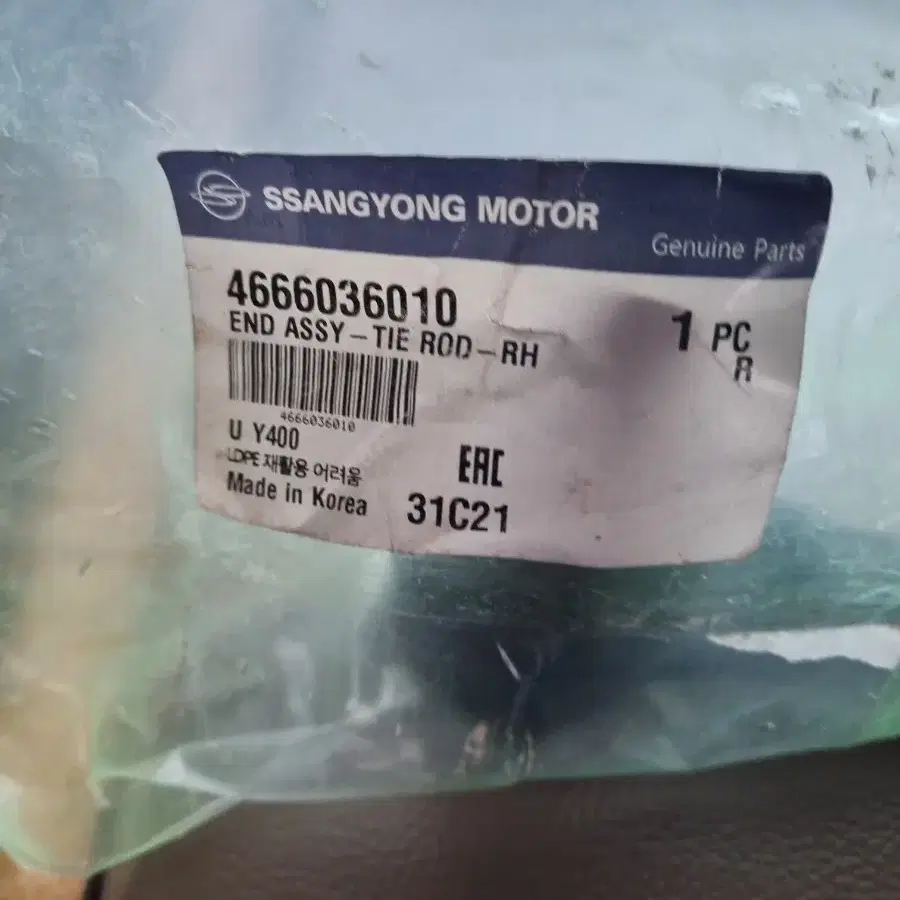 SSANGYONG MOTOR
Genuine Parts
4666036010
END ASSY-TIE ROD-RH
1 PC
R
4666036010
U Y400
LDPE 재활용 어려움
EAC
Made in Korea
31C21